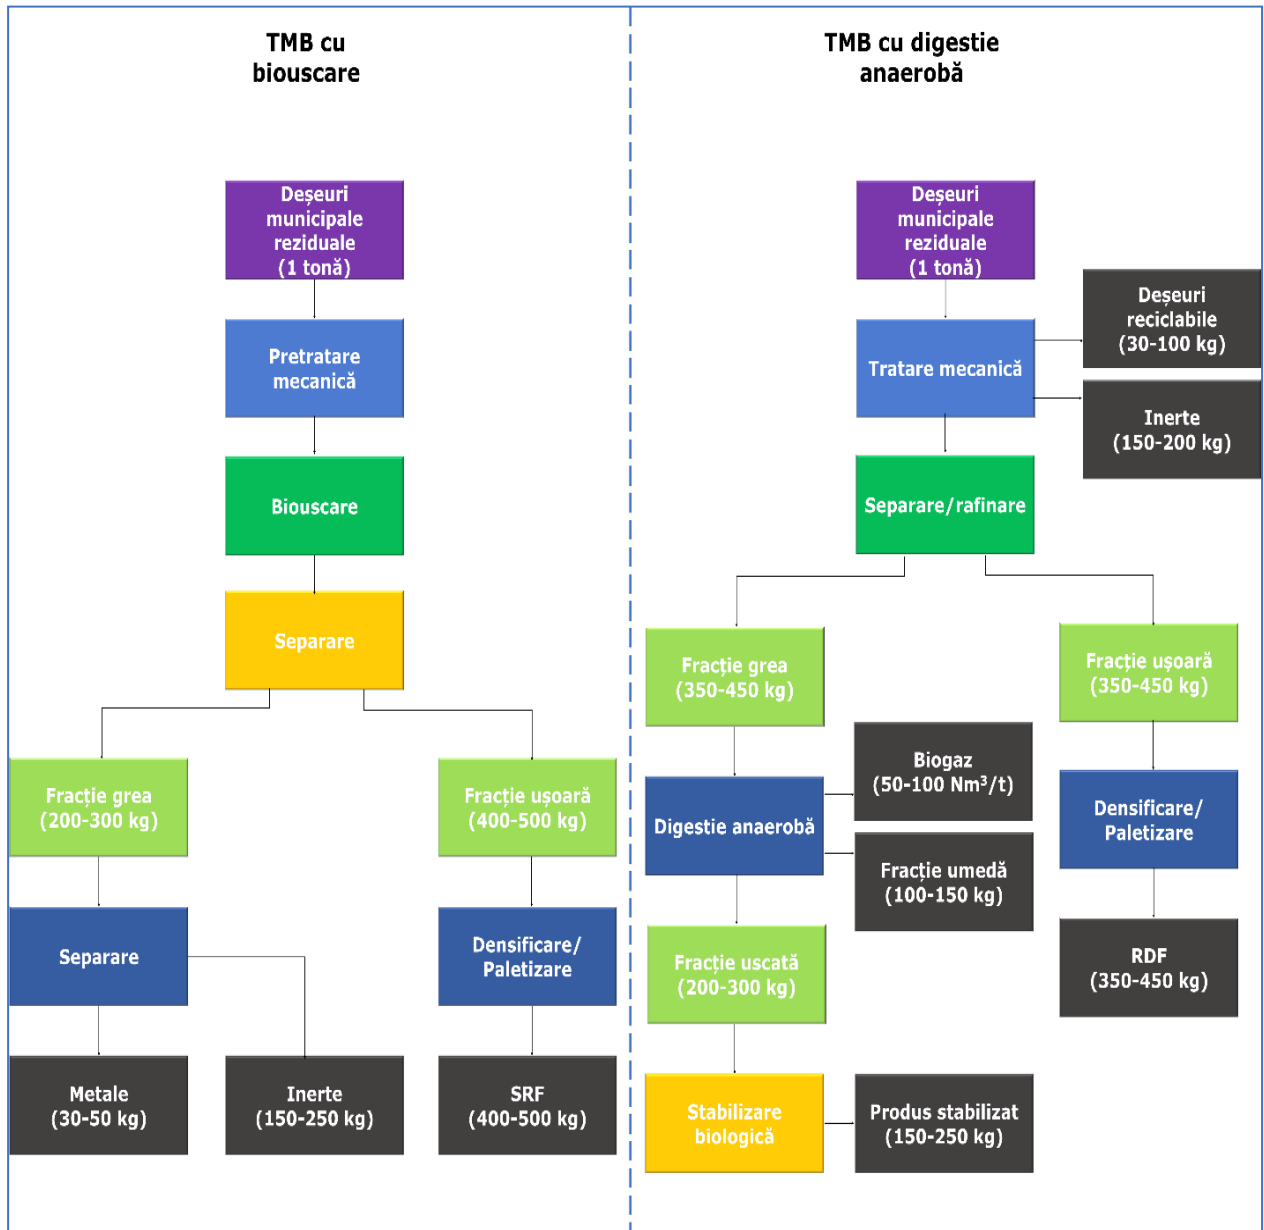 TMB cu
biouscare
Deșeuri
municipale
reziduale
(1 tonă)
Pretratare
mecanică
Biouscare
Separare
Fracție grea
(200-300 kg)
Fracție ușoară
(400-500 kg)
Separare
Densificare/
Paletizare
Metale
(30-50 kg)
Inerte
(150-250 kg)
SRF
(400-500 kg)
TMB cu digestie
anaerobă
Deșeuri
municipale
reziduale
(1 tonă)
Deșeuri
reciclabile
(30-100 kg)
Tratare mecanică
Inerte
(150-200 kg)
Separare/rafinare
Fracție grea
(350-450 kg)
Fracție ușoară
(350-450 kg)
Biogaz
(50-100 Nm³/t)
Digestie anaerobă
Densificare/
Paletizare
Fracție umedă
(100-150 kg)
Fracție uscată
(200-300 kg)
RDF
(350-450 kg)
Stabilizare
biologică
Produs stabilizat
(150-250 kg)